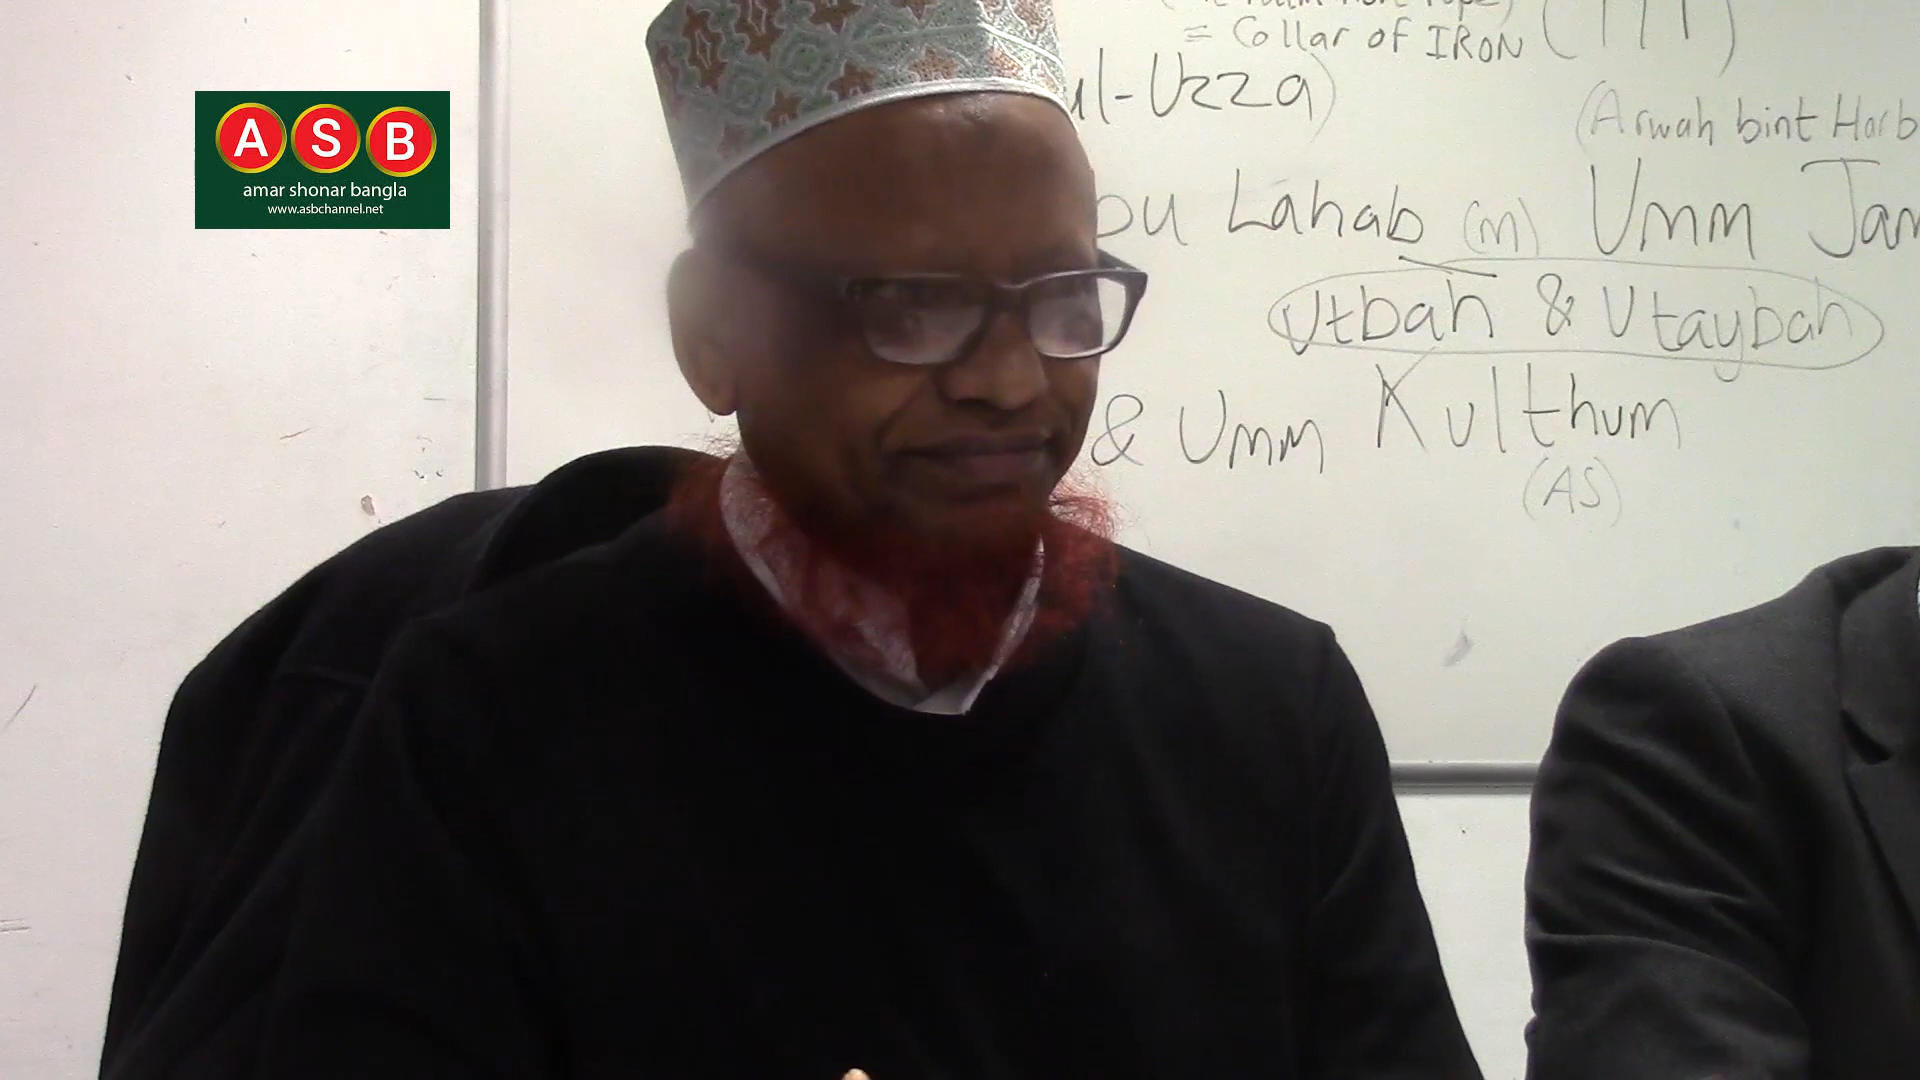 = Collar of IRON
ul-Uzza)
(Arwah bint Harb
A S B
amar shonar bangla
www.asbchannel.net
Lahab (m) Umm Jam
Utbah & Utaybah
& Umm Kulthum
(AS)